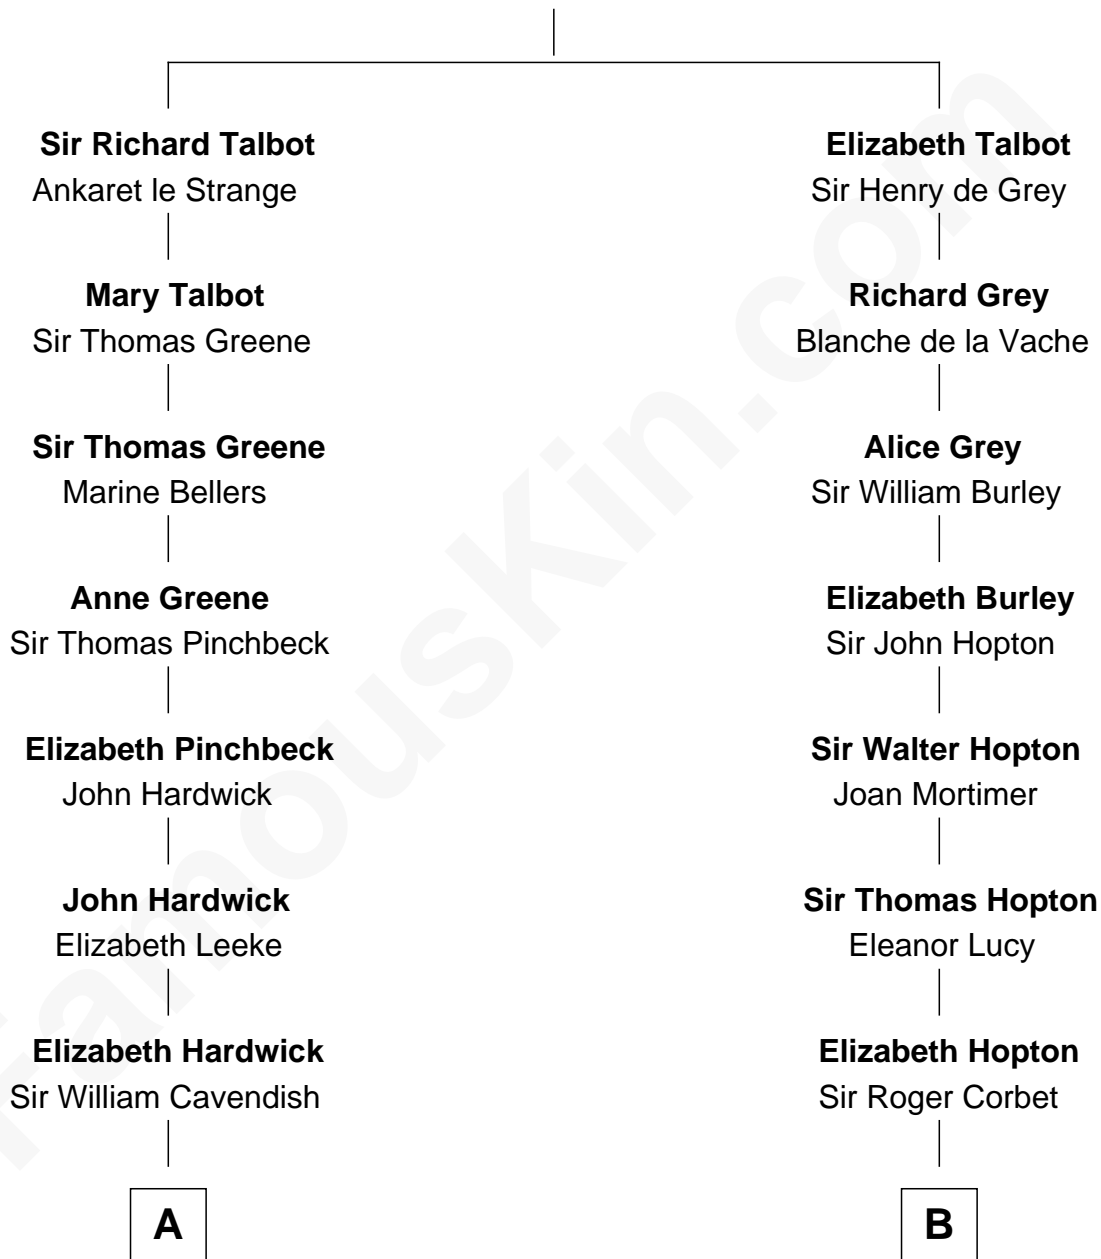 Sir Richard Talbot
Ankaret le Strange
Mary Talbot
Sir Thomas Greene
Sir Thomas Greene
Marine Bellers
Anne Greene
Sir Thomas Pinchbeck
Elizabeth Pinchbeck
John Hardwick
John Hardwick
Elizabeth Leeke
Elizabeth Hardwick
Sir William Cavendish
A
Elizabeth Talbot
Sir Henry de Grey
Richard Grey
Blanche de la Vache
Alice Grey
Sir William Burley
Elizabeth Burley
Sir John Hopton
Sir Walter Hopton
Joan Mortimer
Sir Thomas Hopton
Eleanor Lucy
Elizabeth Hopton
Sir Roger Corbet
B
FamousKin.com